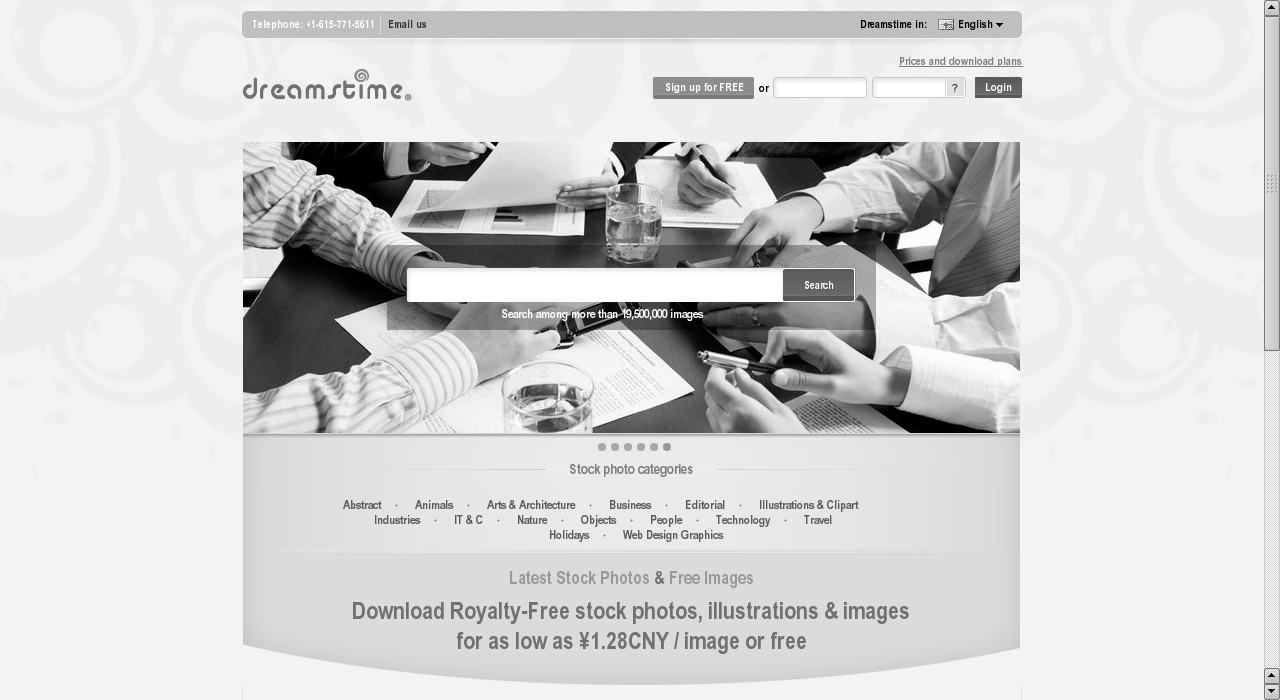 Telephone: +1-615-771-5611 Email us Dreamstime in: English
Prices and download plans
dreamstime® Sign up for FREE or ? Login
Search
Search among more than 19,500,000 images
Stock photo categories
Abstract · Animals · Arts & Architecture · Business · Editorial · Illustrations & Clipart
Industries · IT & C · Nature · Objects · People · Technology · Travel
Holidays · Web Design Graphics
Latest Stock Photos & Free Images
Download Royalty-Free stock photos, illustrations & images
for as low as ¥1.28CNY / image or free